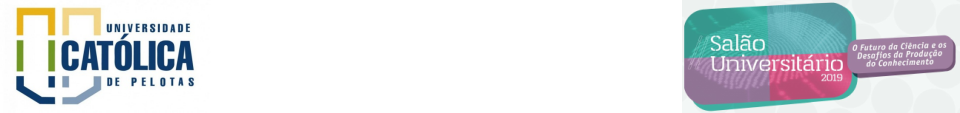 UNIVERSIDADE
CATÓLICA
DE PELOTAS
Salão
Universitário
2019
O Futuro da Ciência e os
Desafios da Produção
do Conhecimento